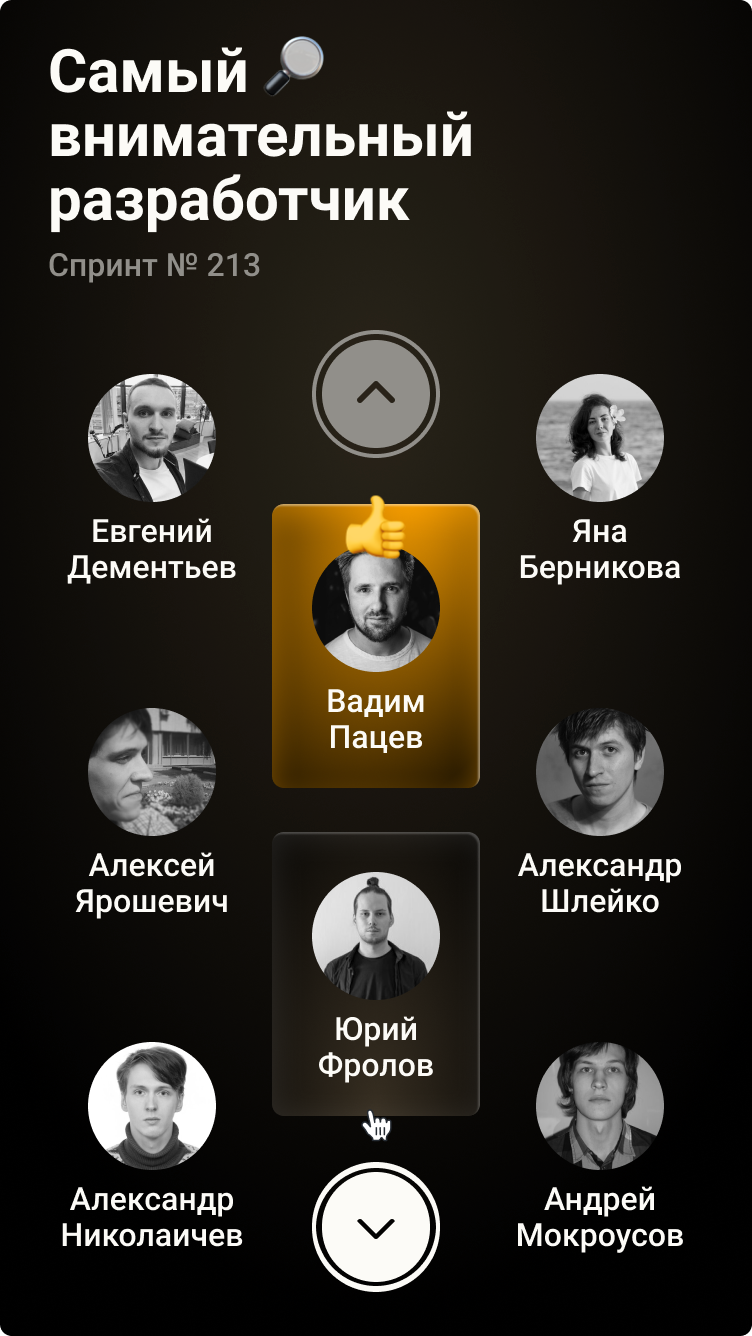 Самый
внимательный
разработчик
Спринт № 213
Евгений
Дементьев
Яна
Берникова
Вадим
Пацев
Алексей
Ярошевич
Александр
Шлейко
Юрий
Фролов
Александр
Николаичев
Андрей
Мокроусов